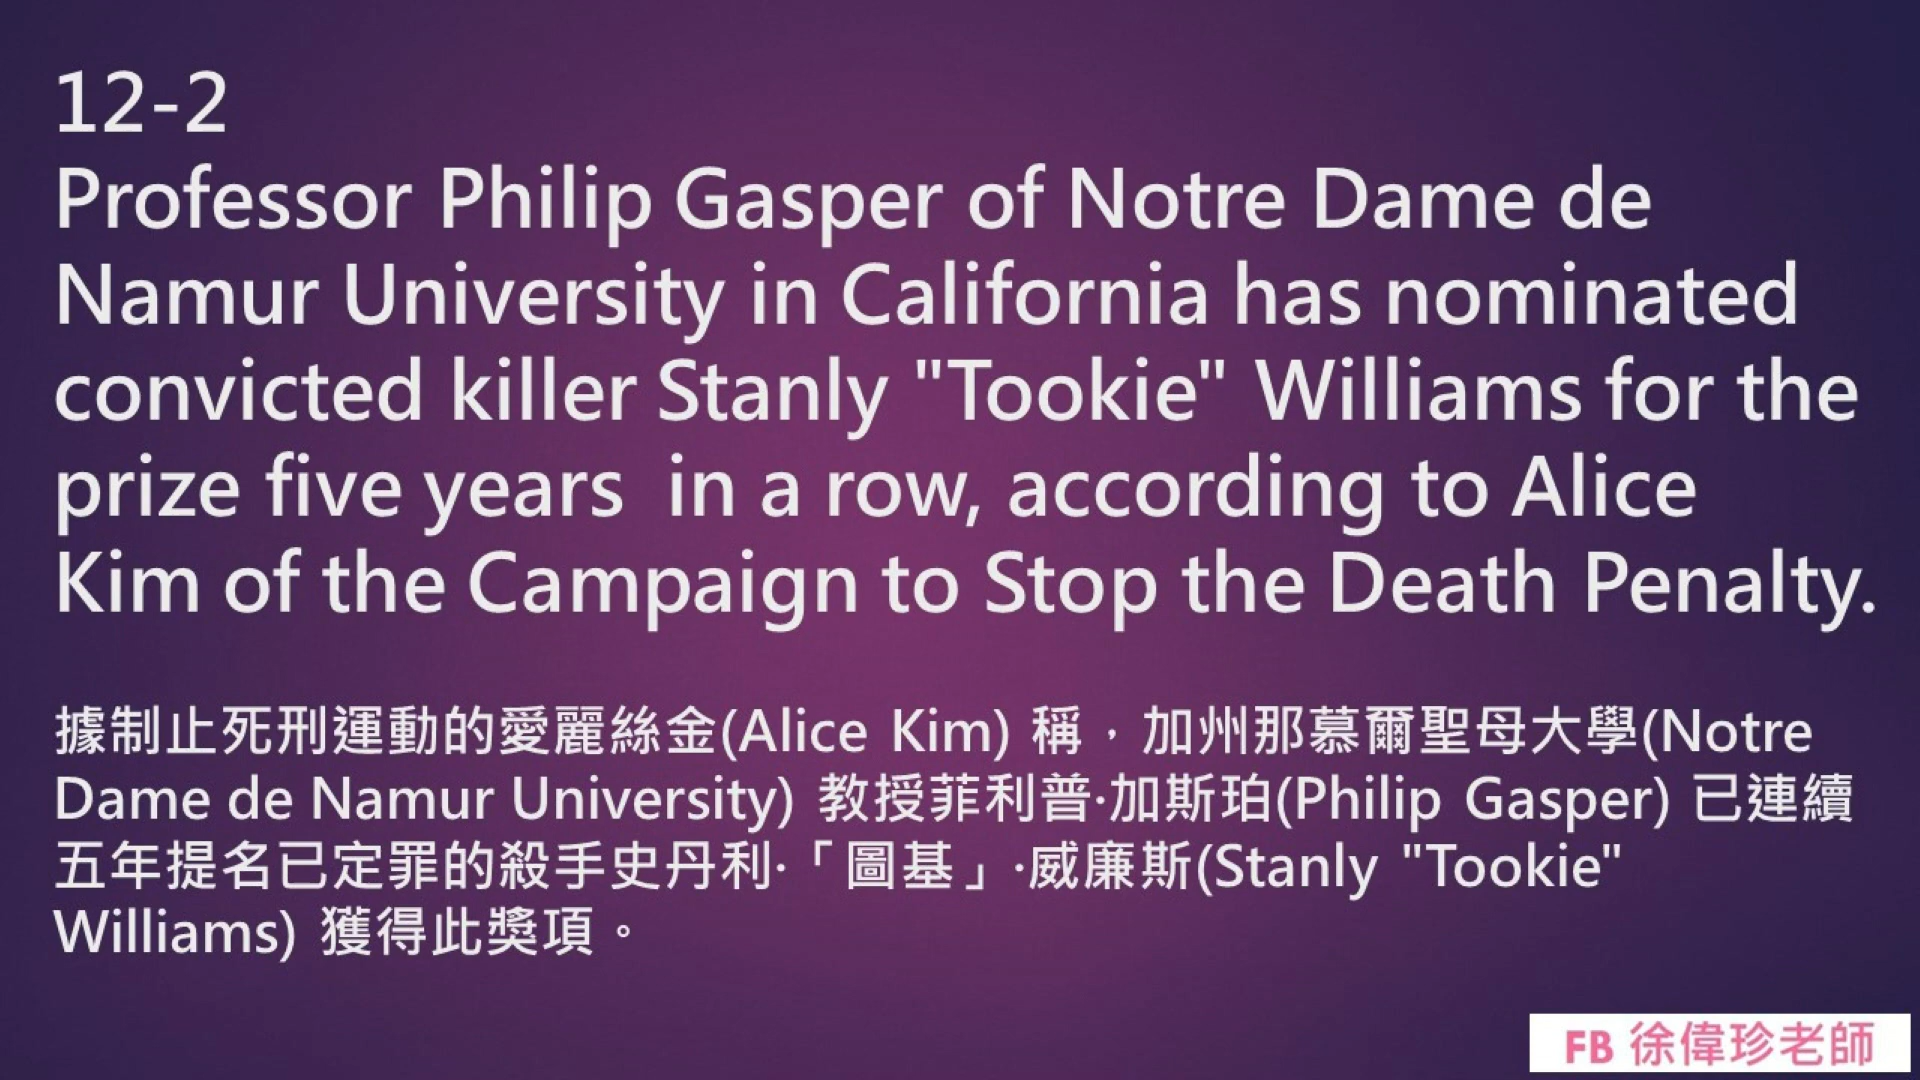 12-2
Professor Philip Gasper of Notre Dame de
Namur University in California has nominated
convicted killer Stanly "Tookie" Williams for the
prize five years  in a row, according to Alice
Kim of the Campaign to Stop the Death Penalty.
據制止死刑運動的愛麗絲金(Alice Kim) 稱，加州那慕爾聖母大學(Notre
Dame de Namur University) 教授菲利普·加斯珀(Philip Gasper) 已連續
五年提名已定罪的殺手史丹利·「圖基」·威廉斯(Stanly "Tookie"
Williams) 獲得此獎項。
FB 徐偉珍老師